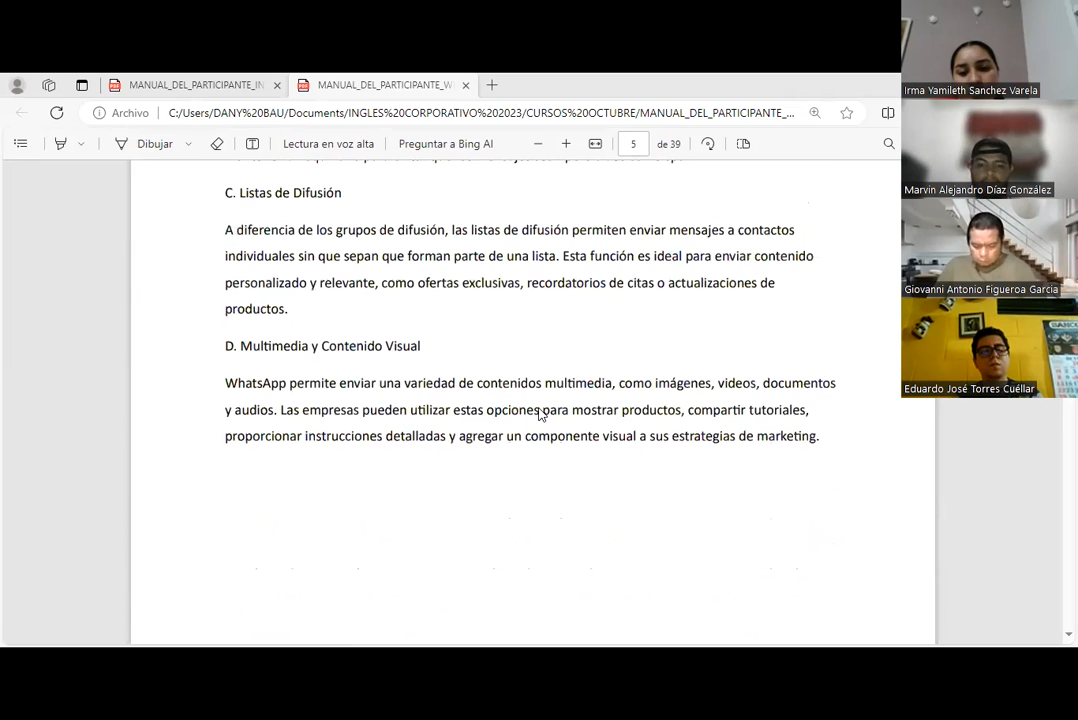 MANUAL_DEL_PARTICIPANTE_IN
MANUAL_DEL_PARTICIPANTE_W
Archivo
C:/Users/DANY%20BAU/Documents/INGLES%20CORPORATIVO%202023/CURSOS%20OCTUBRE/MANUAL_DEL_PARTICIPANTE_...
Dibujar
Lectura en voz alta
Preguntar a Bing AI
5
de 39
C. Listas de Difusión
A diferencia de los grupos de difusión, las listas de difusión permiten enviar mensajes a contactos
individuales sin que sepan que forman parte de una lista. Esta función es ideal para enviar contenido
personalizado y relevante, como ofertas exclusivas, recordatorios de citas o actualizaciones de
productos.
D. Multimedia y Contenido Visual
WhatsApp permite enviar una variedad de contenidos multimedia, como imágenes, videos, documentos
y audios. Las empresas pueden utilizar estas opciones para mostrar productos, compartir tutoriales,
proporcionar instrucciones detalladas y agregar un componente visual a sus estrategias de marketing.
Irma Yamileth Sanchez Varela
Marvin Alejandro Díaz González
Giovanni Antonio Figueroa Garcia
Eduardo José Torres Cuéllar